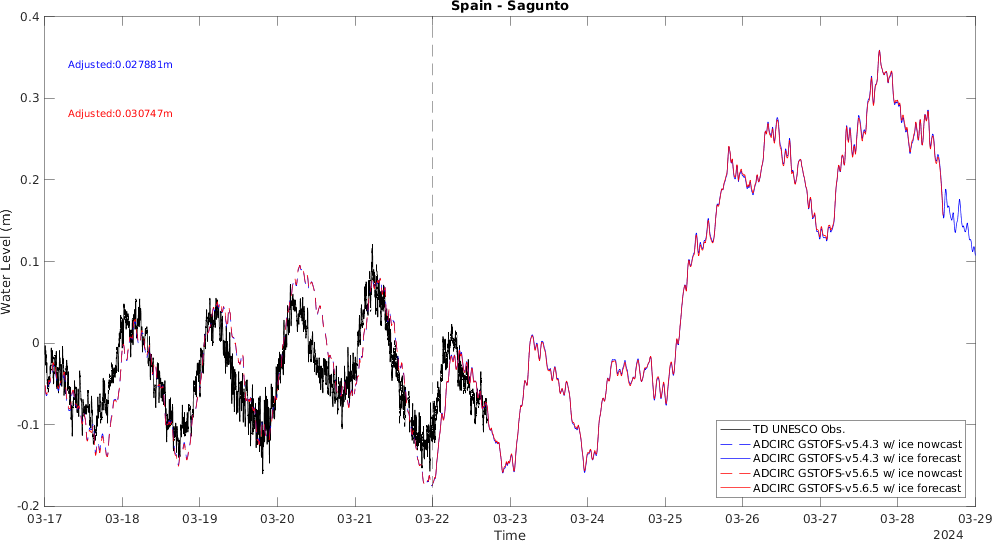 Spain - Sagunto
0.4
0.3
0.2
0.1
0
-0.1
-0.2
Water Level (m)
Adjusted:0.027881m
Adjusted:0.030747m
TD UNESCO Obs.
ADCIRC GSTOFS-v5.4.3 w/ ice nowcast
ADCIRC GSTOFS-v5.4.3 w/ ice forecast
ADCIRC GSTOFS-v5.6.5 w/ ice nowcast
ADCIRC GSTOFS-v5.6.5 w/ ice forecast
03-17 03-18 03-19 03-20 03-21 03-22 03-23 03-24 03-25 03-26 03-27 03-28 03-29
Time
2024